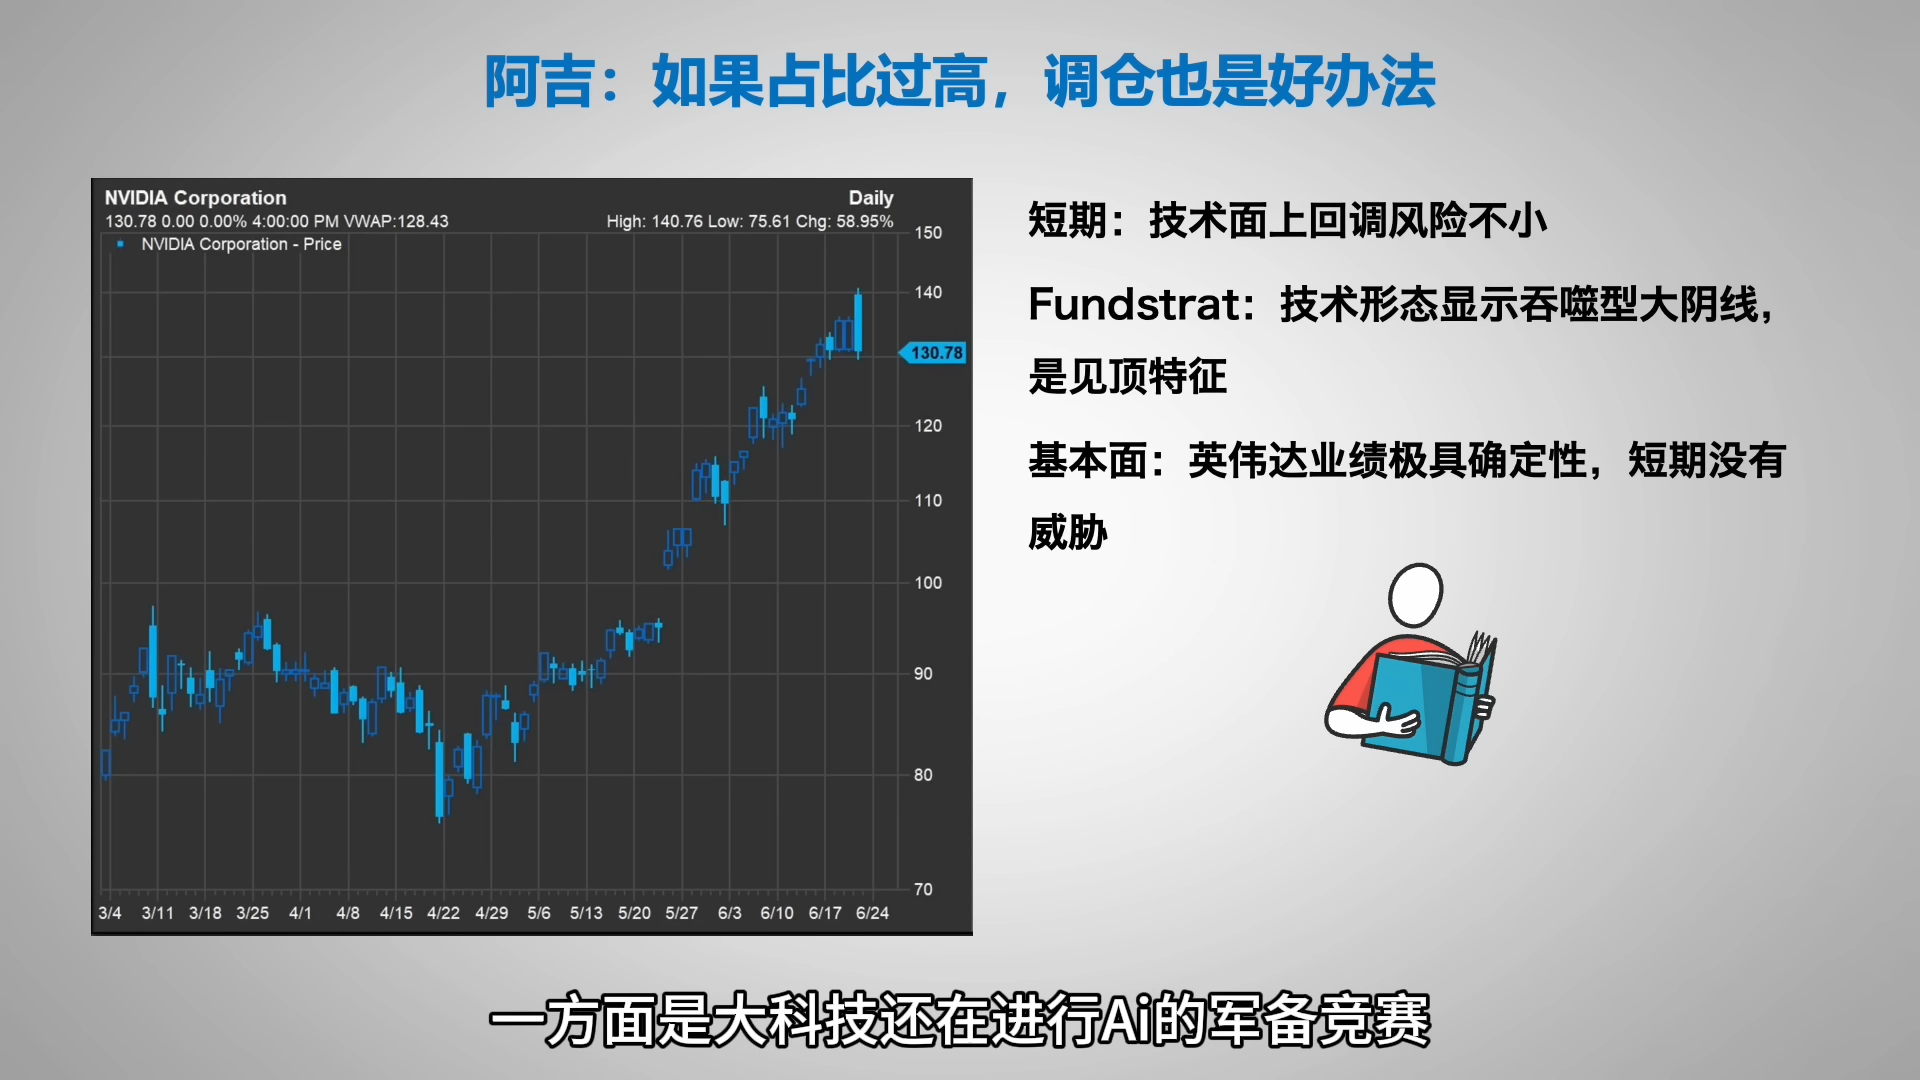 阿吉：如果占比过高，调仓也是好办法
NVIDIA Corporation
Daily
130.78 0.00 0.00% 4:00:00 PM VWAP:128.43
High: 140.76 Low: 75.61 Chg: 58.95%
NVIDIA Corporation - Price
150
140
130.78
120
110
100
90
80
70
3/4 3/11 3/18 3/25 4/1 4/8 4/15 4/22 4/29 5/6 5/13 5/20 5/27 6/3 6/10 6/17 6/24
短期：技术面上回调风险不小
Fundstrat：技术形态显示吞噬型大阴线，
是见顶特征
基本面：英伟达业绩极具确定性，短期没有
威胁
一方面是大科技还在进行Ai的军备竞赛